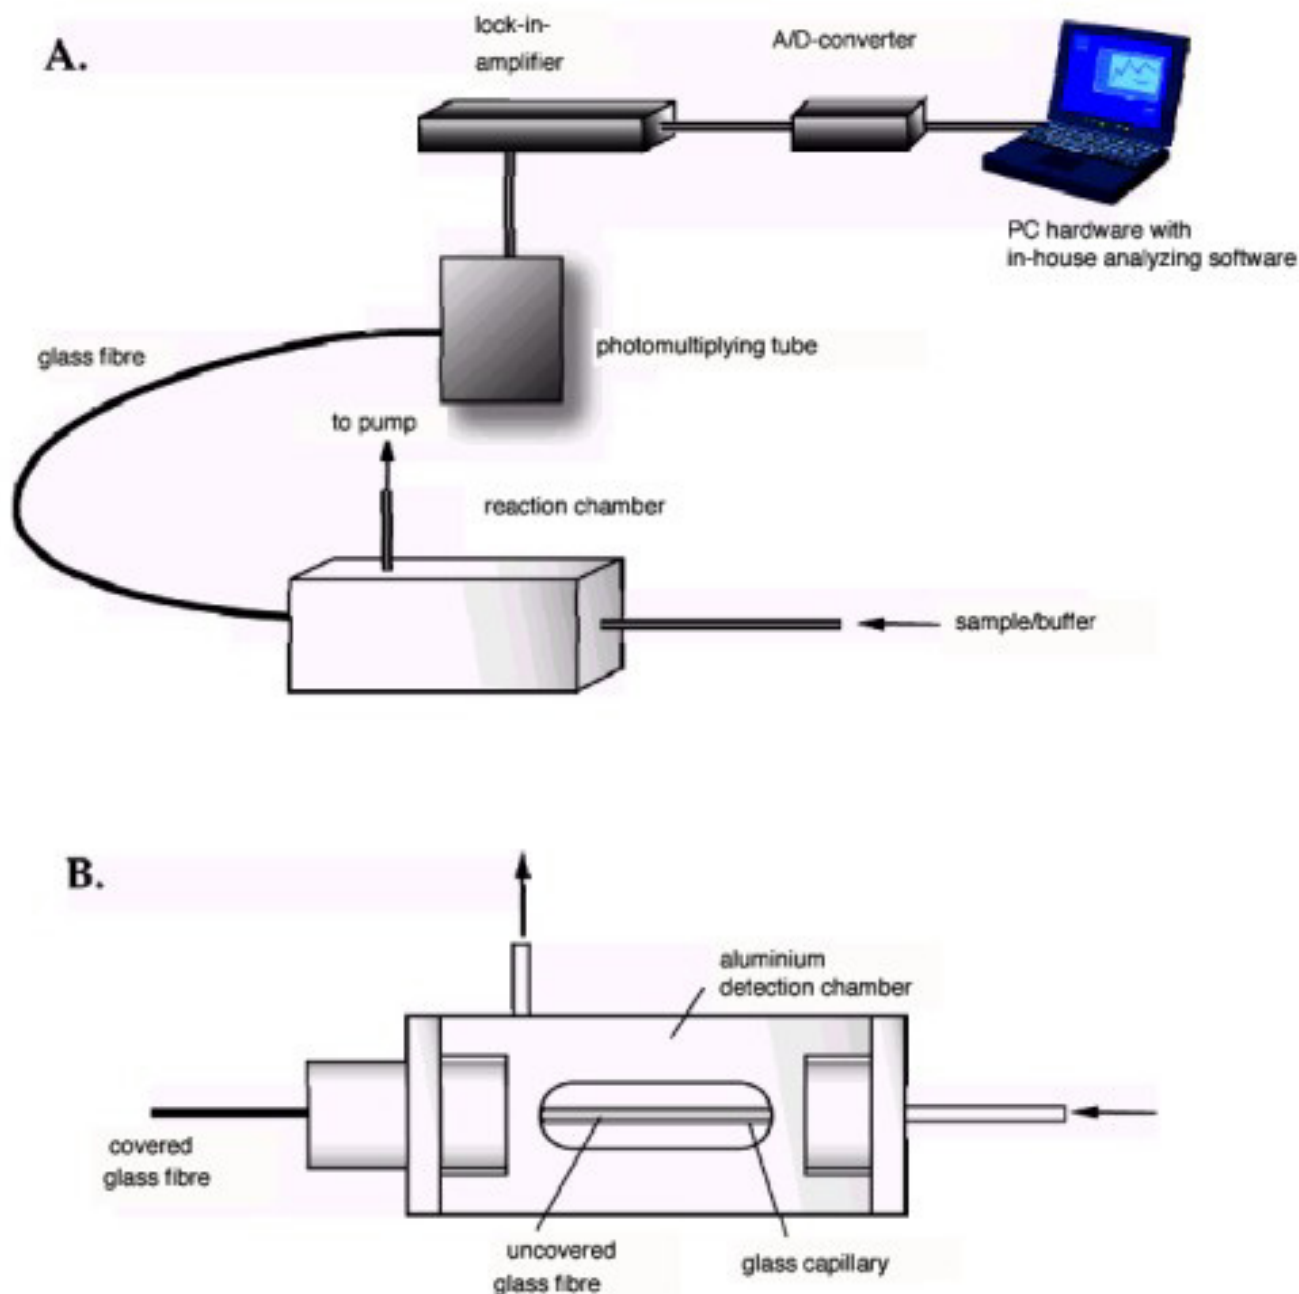 A.
lock-in-
amplifier
A/D-converter
PC hardware with
in-house analyzing software
glass fibre
photomultiplying tube
to pump
reaction chamber
sample/buffer
B.
aluminium
detection chamber
covered
glass fibre
uncovered
glass fibre
glass capillary